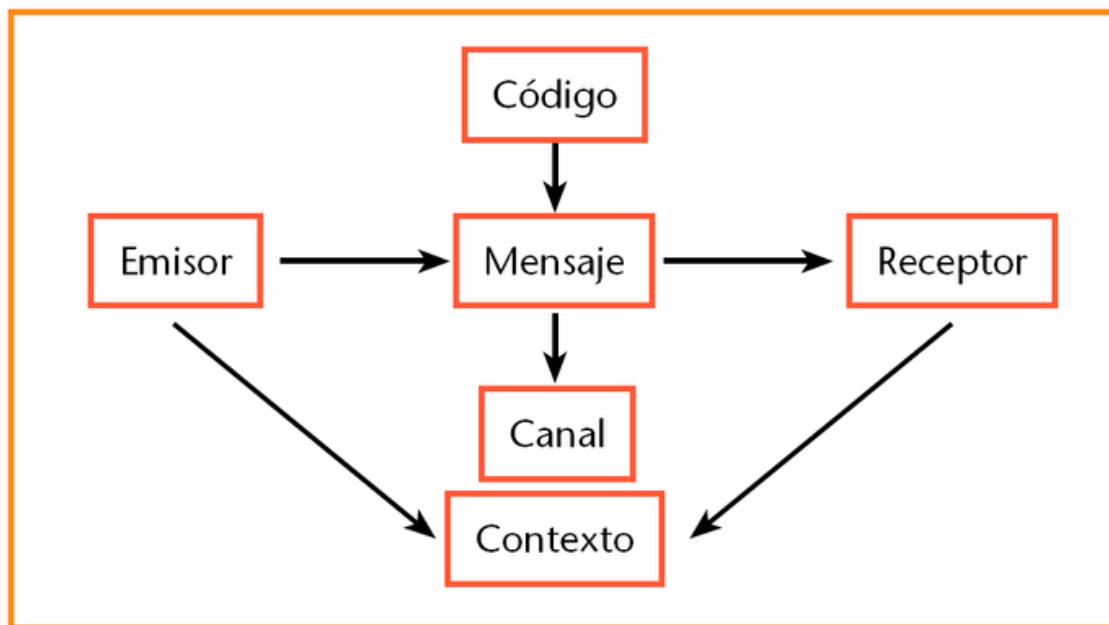 Código
Emisor
Mensaje
Receptor
Canal
Contexto